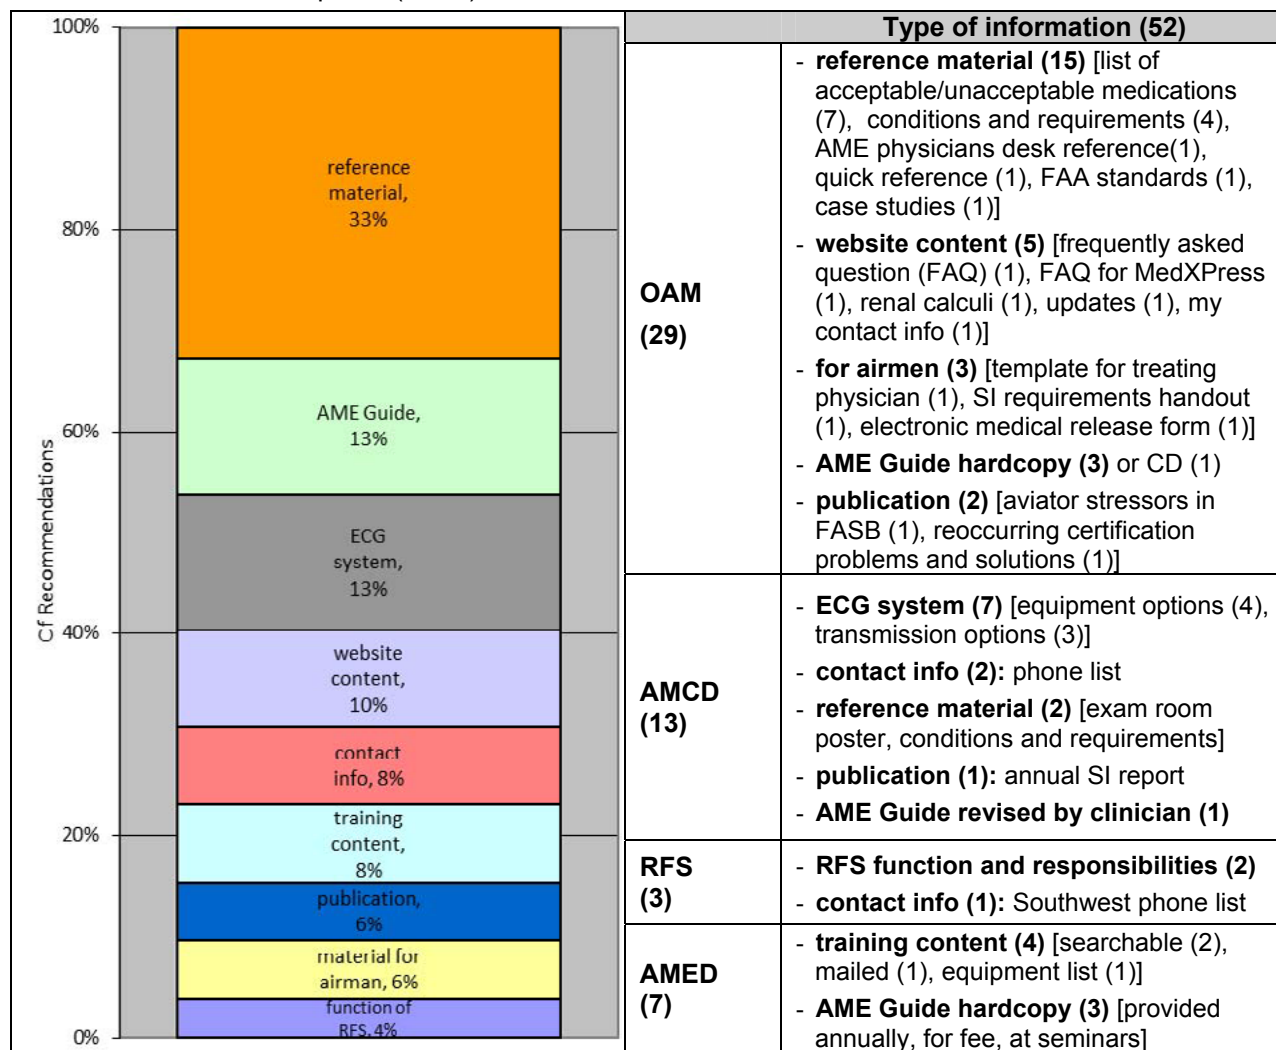 100%
80%
60%
40%
20%
0%
Cf Recommendations
reference
material,
33%
AME Guide,
13%
ECG
system,
13%
website
content,
10%
contact
info, 8%
training
content,
8%
publication,
6%
material for
airman, 6%
function of
RFS, 4%
Type of information (52)
OAM
(29)
- reference material (15) [list of
acceptable/unacceptable medications
(7), conditions and requirements (4),
AME physicians desk reference(1),
quick reference (1), FAA standards (1),
case studies (1)]
- website content (5) [frequently asked
question (FAQ) (1), FAQ for MedXPress
(1), renal calculi (1), updates (1), my
contact info (1)]
- for airmen (3) [template for treating
physician (1), SI requirements handout
(1), electronic medical release form (1)]
- AME Guide hardcopy (3) or CD (1)
- publication (2) [aviator stressors in
FASB (1), reoccurring certification
problems and solutions (1)]
AMCD
(13)
- ECG system (7) [equipment options (4),
transmission options (3)]
- contact info (2): phone list
- reference material (2) [exam room
poster, conditions and requirements]
- publication (1): annual SI report
- AME Guide revised by clinician (1)
RFS
(3)
- RFS function and responsibilities (2)
- contact info (1): Southwest phone list
AMED
(7)
- training content (4) [searchable (2),
mailed (1), equipment list (1)]
- AME Guide hardcopy (3) [provided
annually, for fee, at seminars]